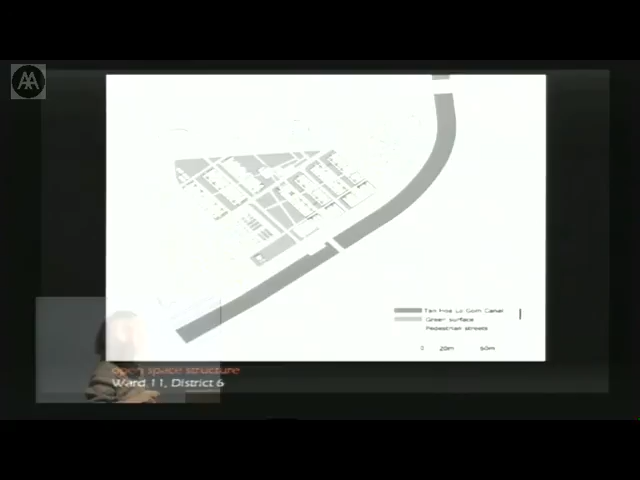 AA
Tan Hoa Lo Gom Canal
Green surface
Pedestrian streets
0 20m 60m
open space structure
Ward 11, District 6